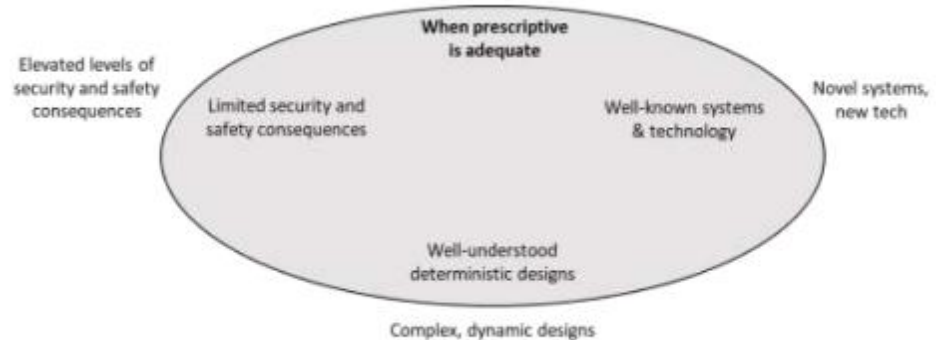 When prescriptive
is adequate
Elevated levels of
security and safety
consequences
Limited security and
safety consequences
Well-known systems
& technology
Novel systems,
new tech
Well-understood
deterministic designs
Complex, dynamic designs